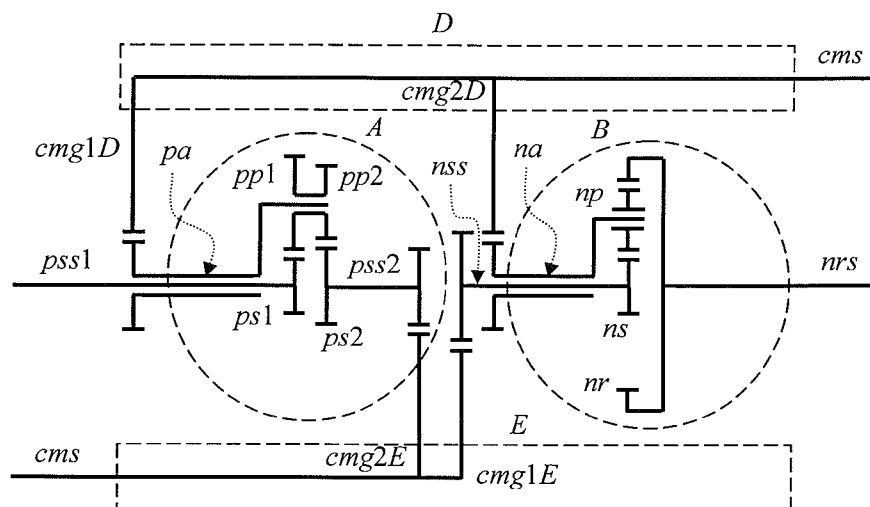 D
cms
cmg2D
A
B
cmg1D
pa
pp1
pp2
nss
na
np
pss1
pss2
nrs
ps1
ps2
ns
nr
E
cms
cmg2E
cmg1E